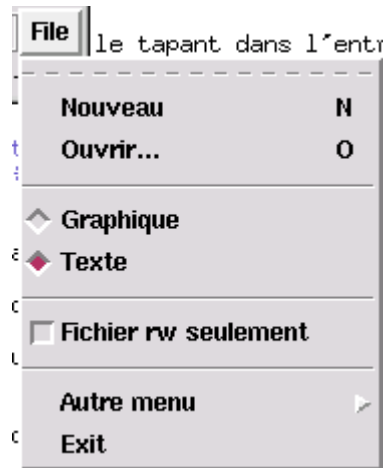 File
le tapant dans l'entr
Nouveau N
Ouvrir... O
Graphique
Texte
Fichier rw seulement
Autre menu
Exit